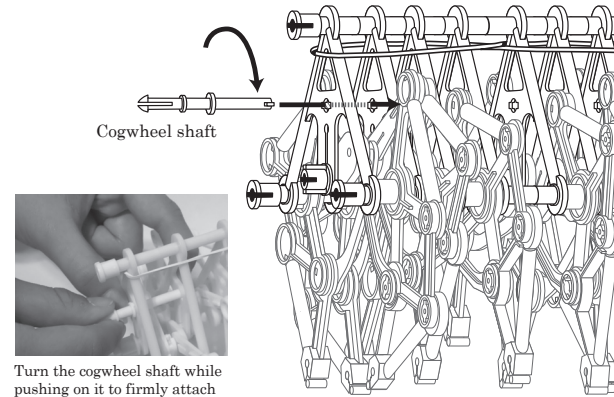 Cogwheel shaft
Turn the cogwheel shaft while
pushing on it to firmly attach